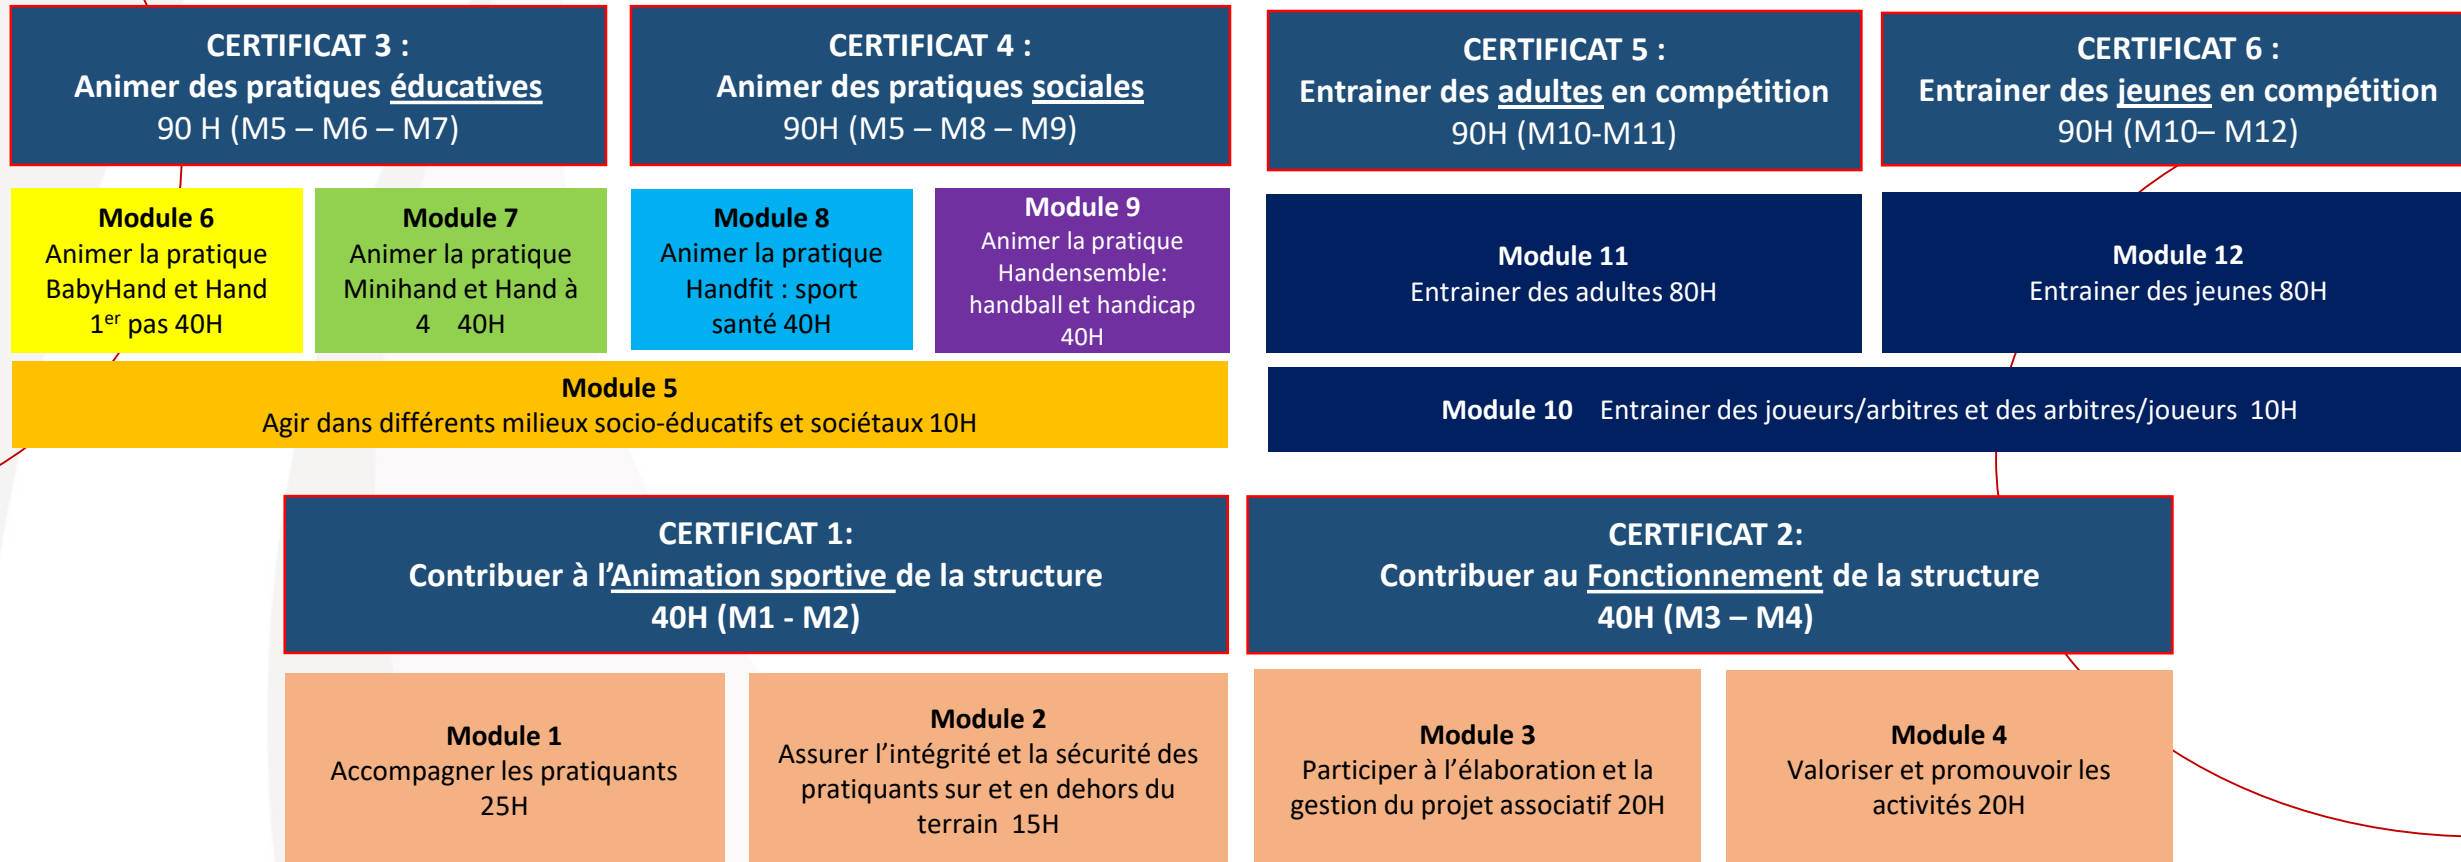 CERTIFICAT 3 :
Animer des pratiques éducatives
90 H (M5 – M6 – M7)
CERTIFICAT 4 :
Animer des pratiques sociales
90H (M5 – M8 – M9)
CERTIFICAT 5 :
Entrainer des adultes en compétition
90H (M10-M11)
CERTIFICAT 6 :
Entrainer des jeunes en compétition
90H (M10– M12)
Module 6
Animer la pratique
BabyHand et Hand
1er pas 40H
Module 7
Animer la pratique
Minihand et Hand à
4 40H
Module 8
Animer la pratique
Handfit : sport
santé 40H
Module 9
Animer la pratique
Handensemble:
handball et handicap
40H
Module 11
Entrainer des adultes 80H
Module 12
Entrainer des jeunes 80H
Module 5
Agir dans différents milieux socio-éducatifs et sociétaux 10H
Module 10 Entrainer des joueurs/arbitres et des arbitres/joueurs 10H
CERTIFICAT 1:
Contribuer à l’Animation sportive de la structure
40H (M1 - M2)
CERTIFICAT 2:
Contribuer au Fonctionnement de la structure
40H (M3 – M4)
Module 1
Accompagner les pratiquants
25H
Module 2
Assurer l’intégrité et la sécurité des
pratiquants sur et en dehors du
terrain 15H
Module 3
Participer à l’élaboration et la
gestion du projet associatif 20H
Module 4
Valoriser et promouvoir les
activités 20H